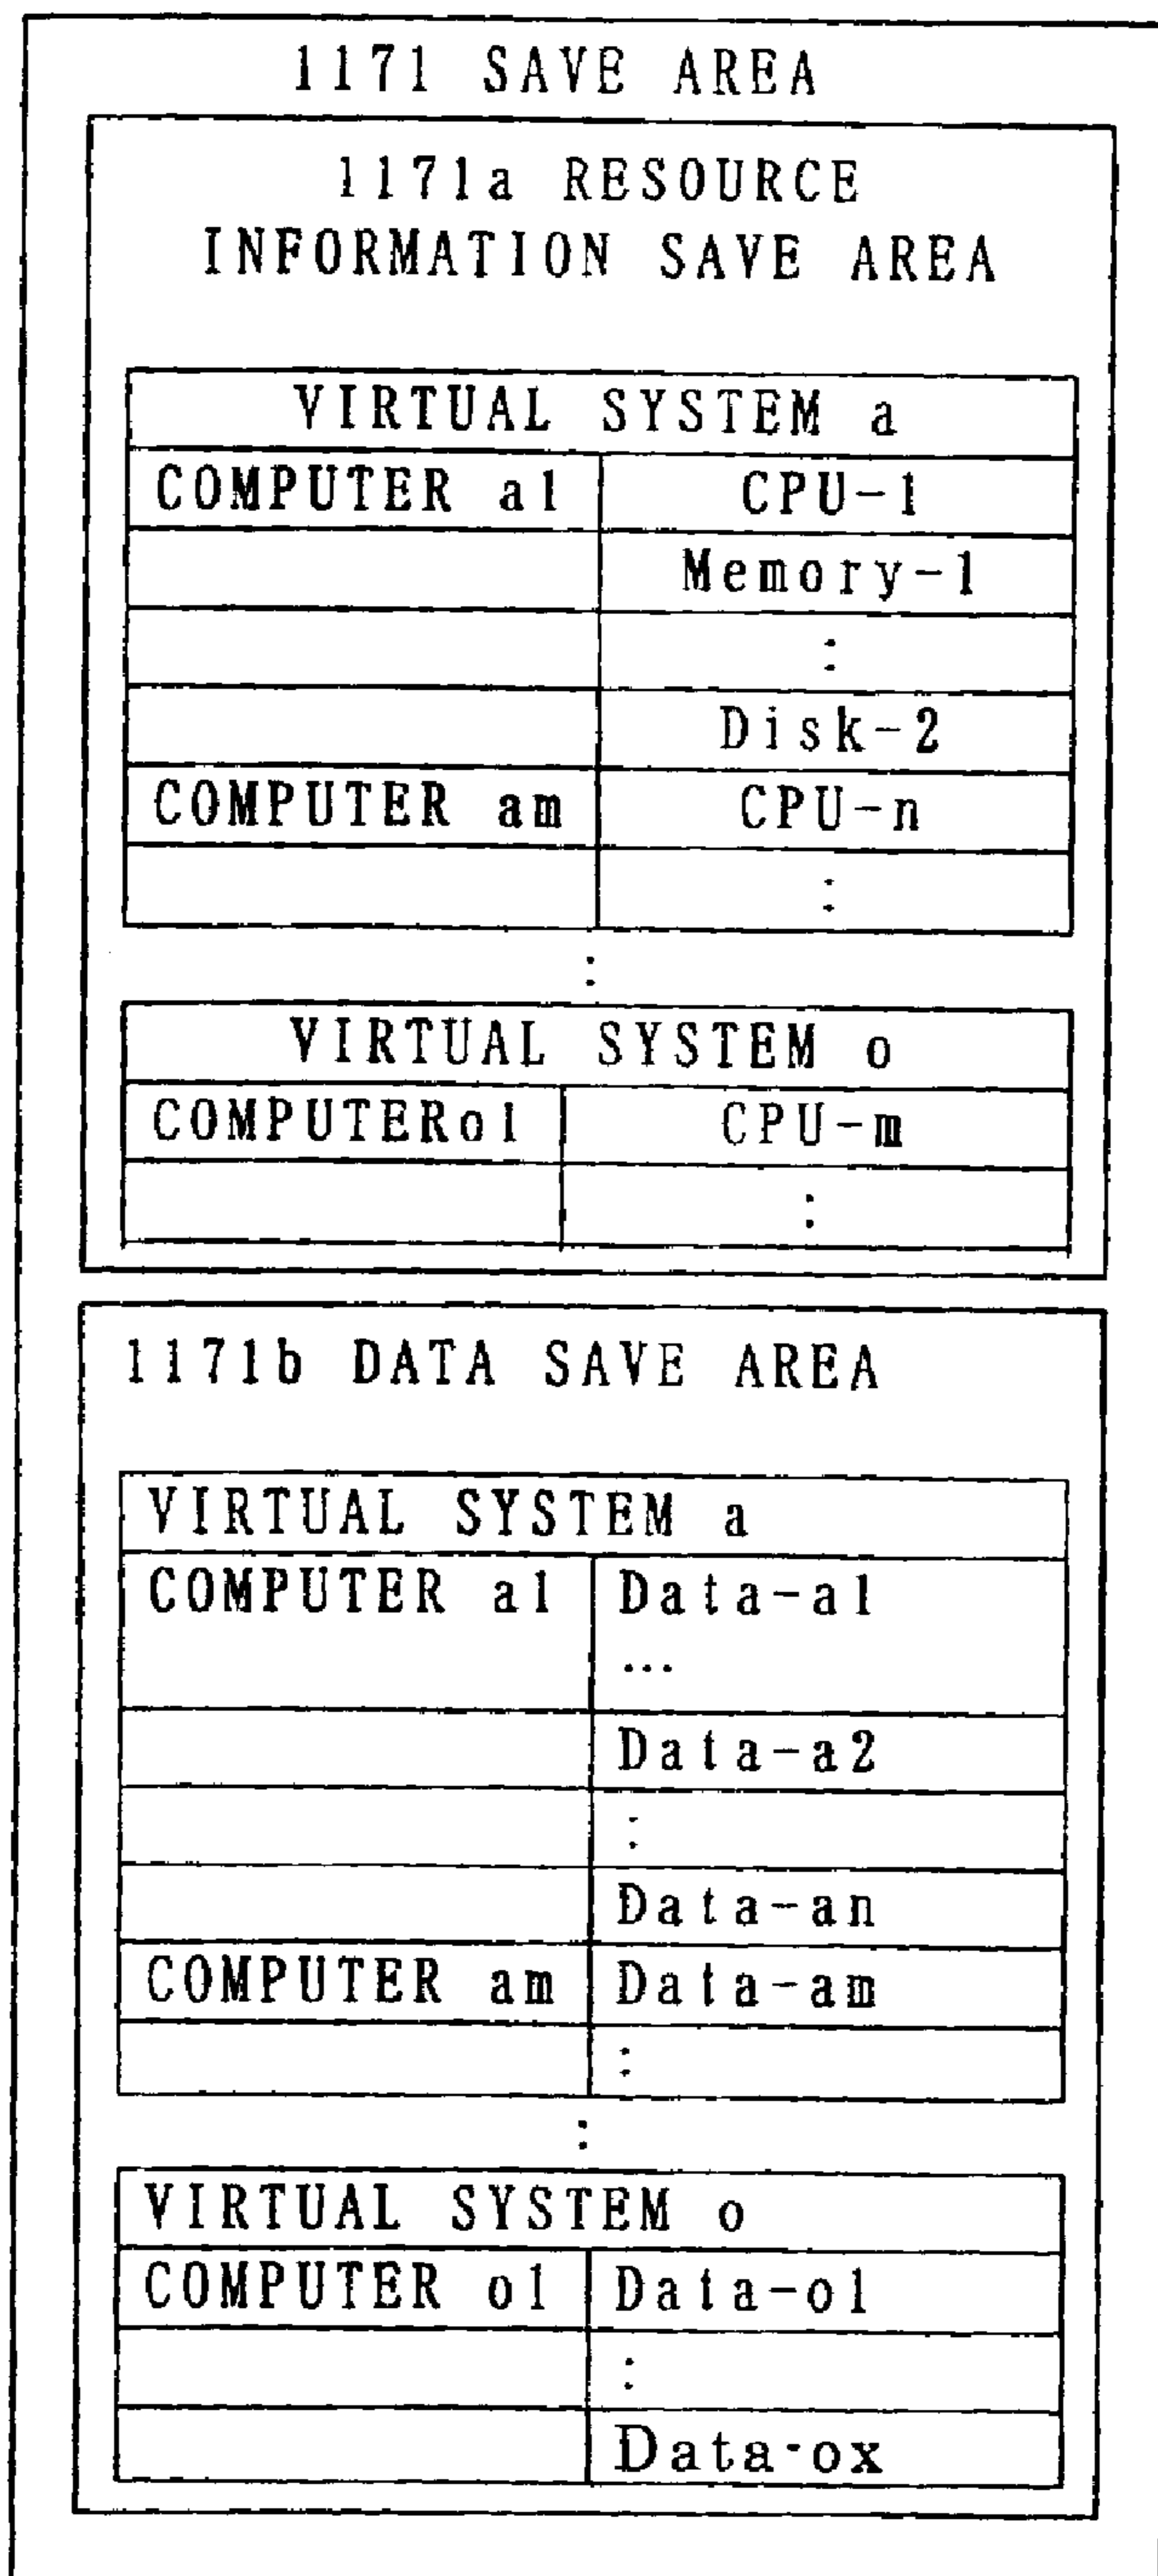 1171 SAVE AREA
1171a RESOURCE
INFORMATION SAVE AREA
VIRTUAL SYSTEM a
COMPUTER a1 CPU-1
Memory-1
:
Disk-2
COMPUTER am CPU-n
:
:
VIRTUAL SYSTEM o
COMPUTERo1 CPU-m
:
1171b DATA SAVE AREA
VIRTUAL SYSTEM a
COMPUTER a1 Data-a1
...
Data-a2
:
Data-an
COMPUTER am Data-am
:
:
VIRTUAL SYSTEM o
COMPUTER o1 Data-o1
:
Data-ox